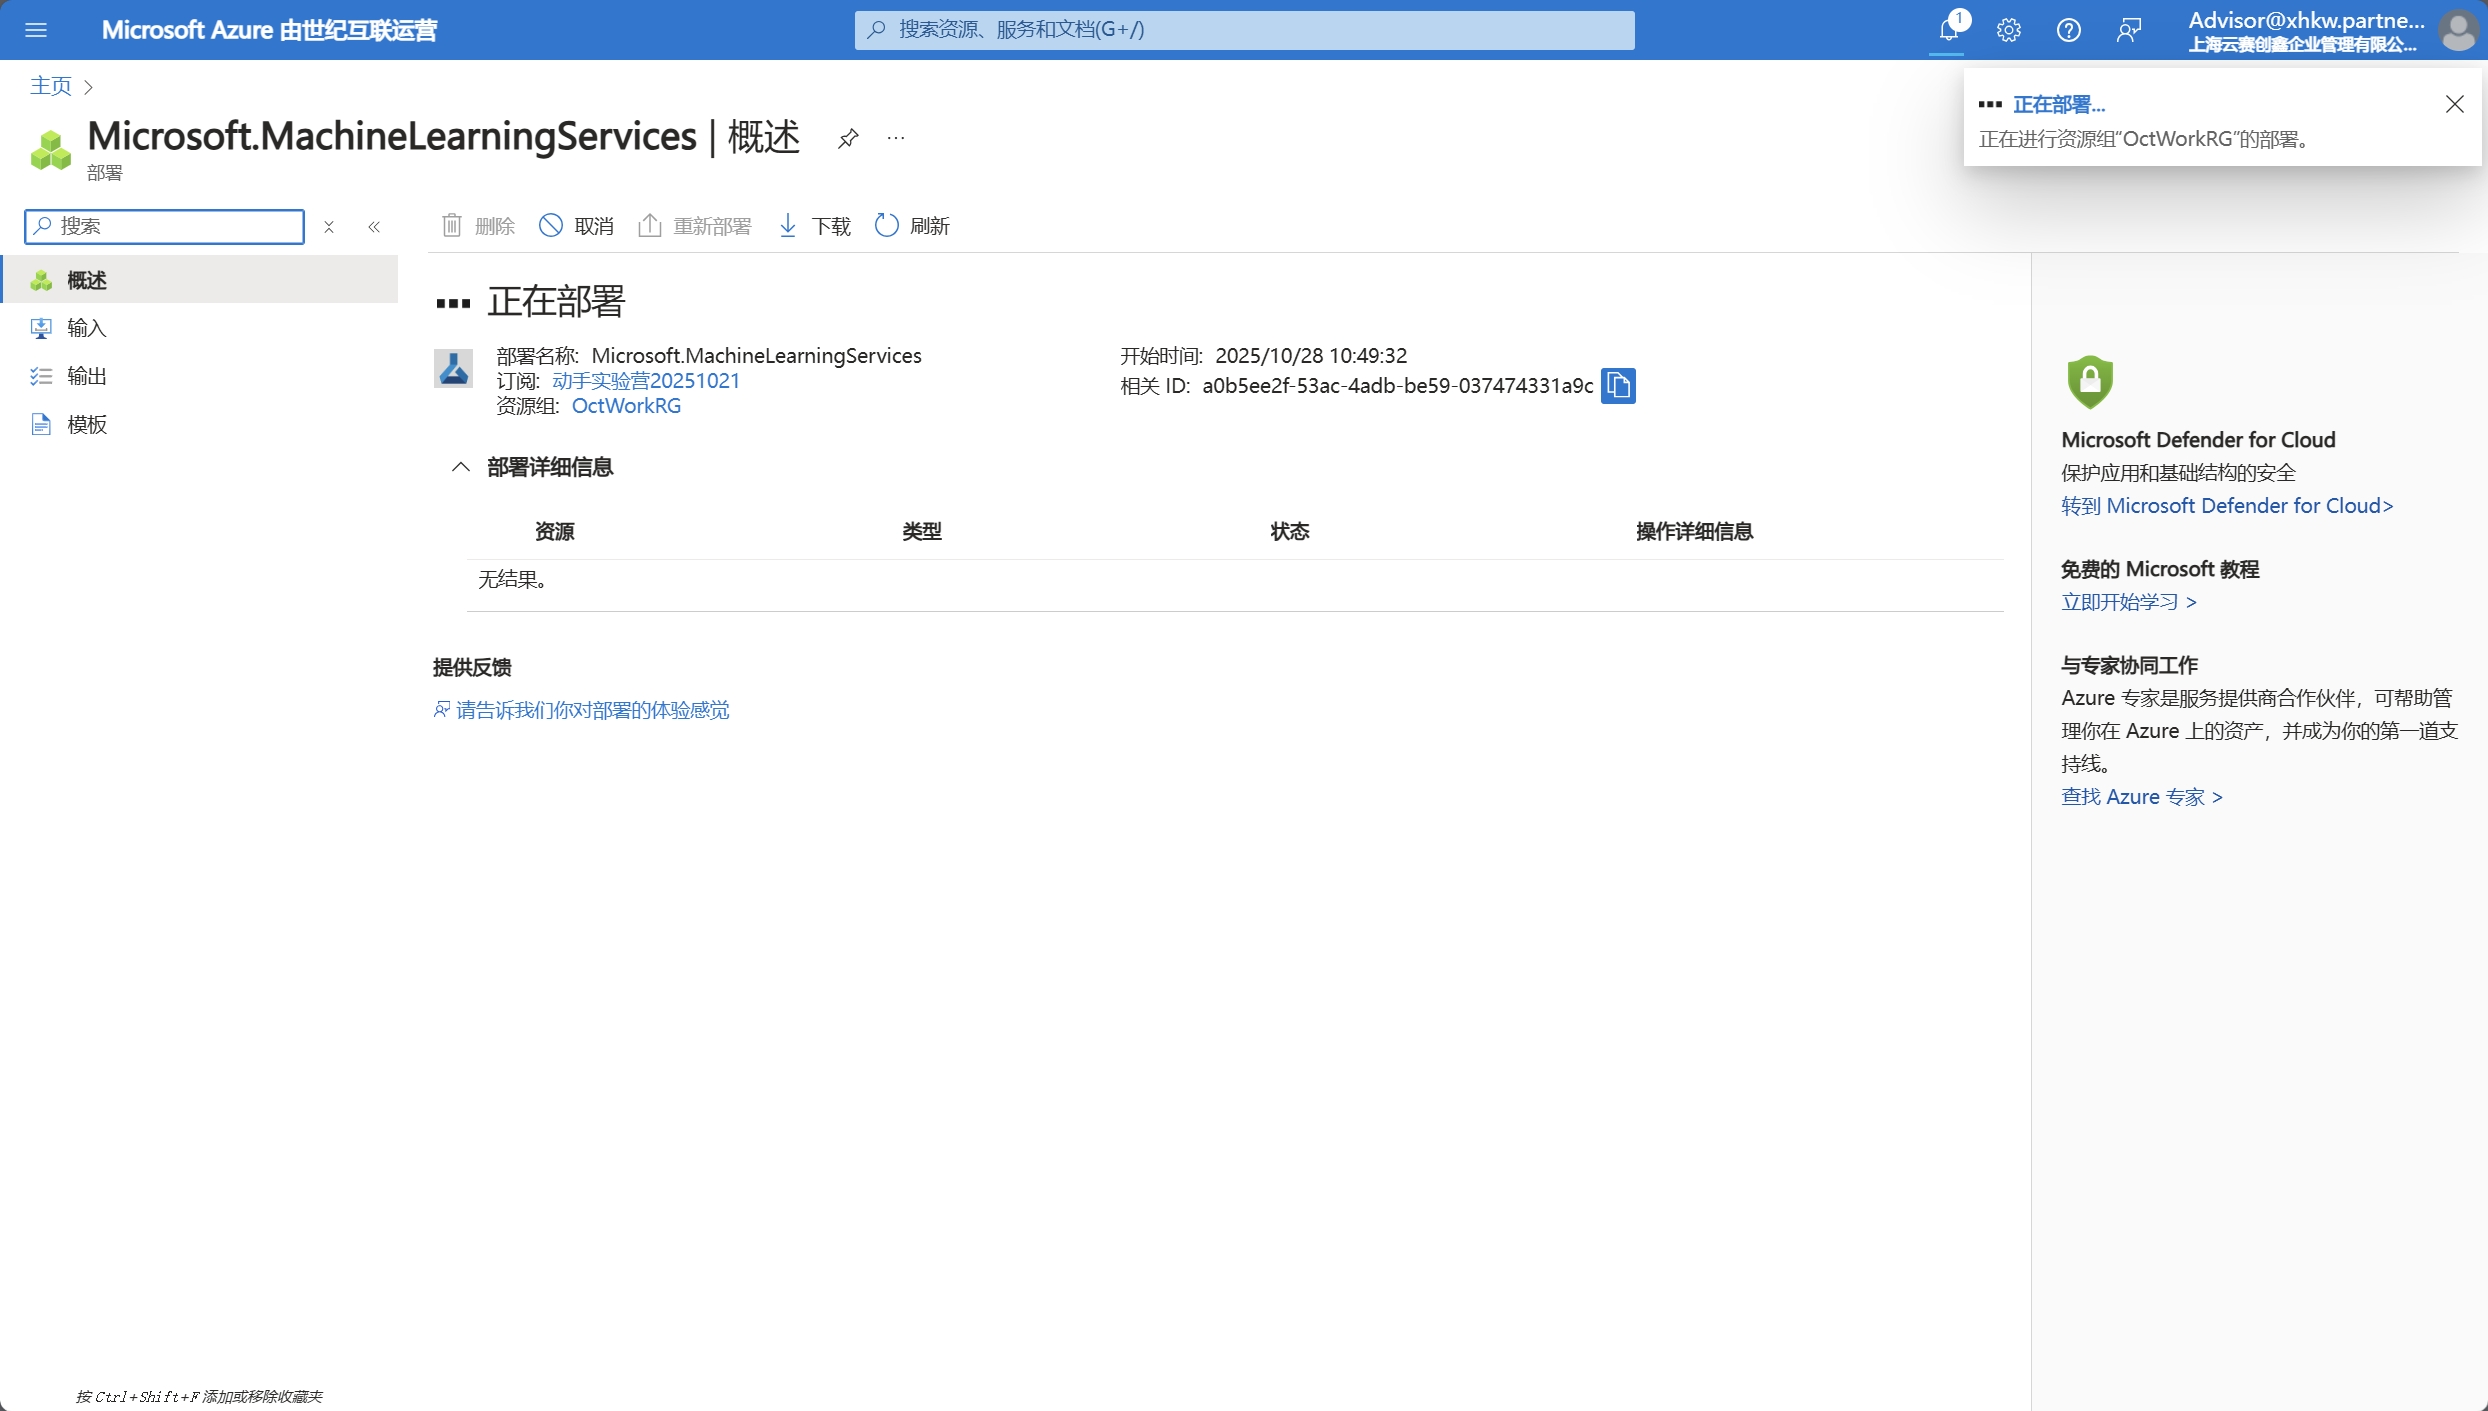 Microsoft Azure 由世纪互联运营
搜索资源、服务和文档(G+/)
1
Advisor@xhkw.partne...
上海云赛创鑫企业管理有限公...
主页
正在部署...
正在进行资源组“OctWorkRG”的部署。
Microsoft.MachineLearningServices | 概述
部署
搜索
删除 取消 重新部署 下载 刷新
概述
输入
输出
模板
正在部署
部署名称: Microsoft.MachineLearningServices
订阅: 动手实验营20251021
资源组: OctWorkRG
开始时间: 2025/10/28 10:49:32
相关 ID: a0b5ee2f-53ac-4adb-be59-037474331a9c
部署详细信息
资源 类型 状态 操作详细信息
无结果。
提供反馈
请告诉我们你对部署的体验感觉
Microsoft Defender for Cloud
保护应用和基础结构的安全
转到 Microsoft Defender for Cloud>
免费的 Microsoft 教程
立即开始学习 >
与专家协同工作
Azure 专家是服务提供商合作伙伴，可帮助管
理你在 Azure 上的资产，并成为你的第一道支
持线。
查找 Azure 专家 >
按 Ctrl+Shift+F 添加或移除收藏夹